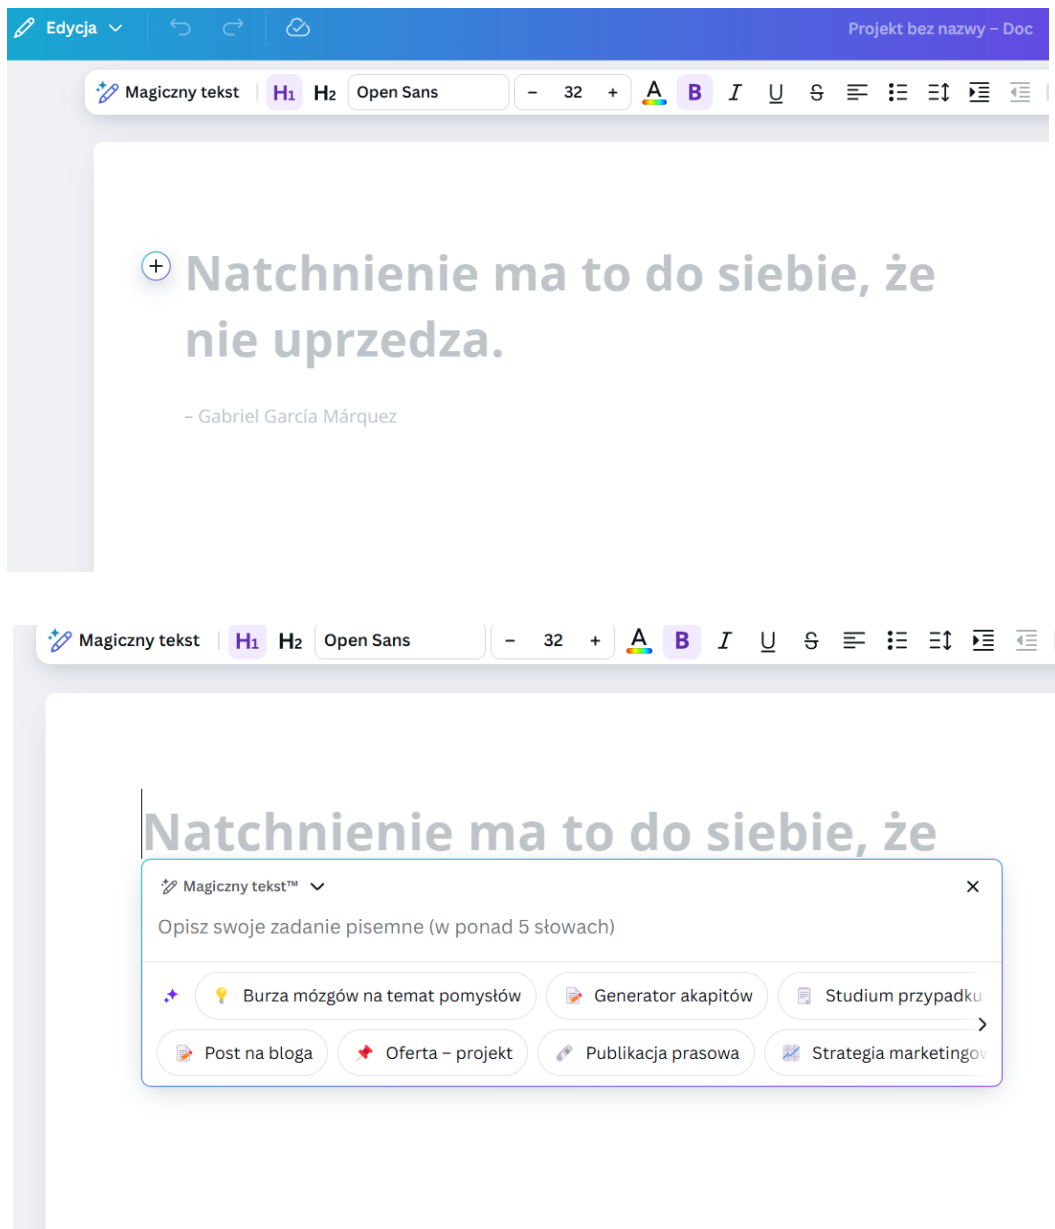 Edycja
Projekt bez nazwy – Doc
Magiczny tekst H1 H2 Open Sans – 32 + A B I U S
Natchnienie ma to do siebie, że
nie uprzedza.
– Gabriel García Márquez
Magiczny tekst H1 H2 Open Sans – 32 + A B I U S
Natchnienie ma to do siebie, że
Magiczny tekst™
Opisz swoje zadanie pisemne (w ponad 5 słowach)
Burza mózgów na temat pomysłów Generator akapitów Studium przypadku
Post na bloga Oferta – projekt Publikacja prasowa Strategia marketingow